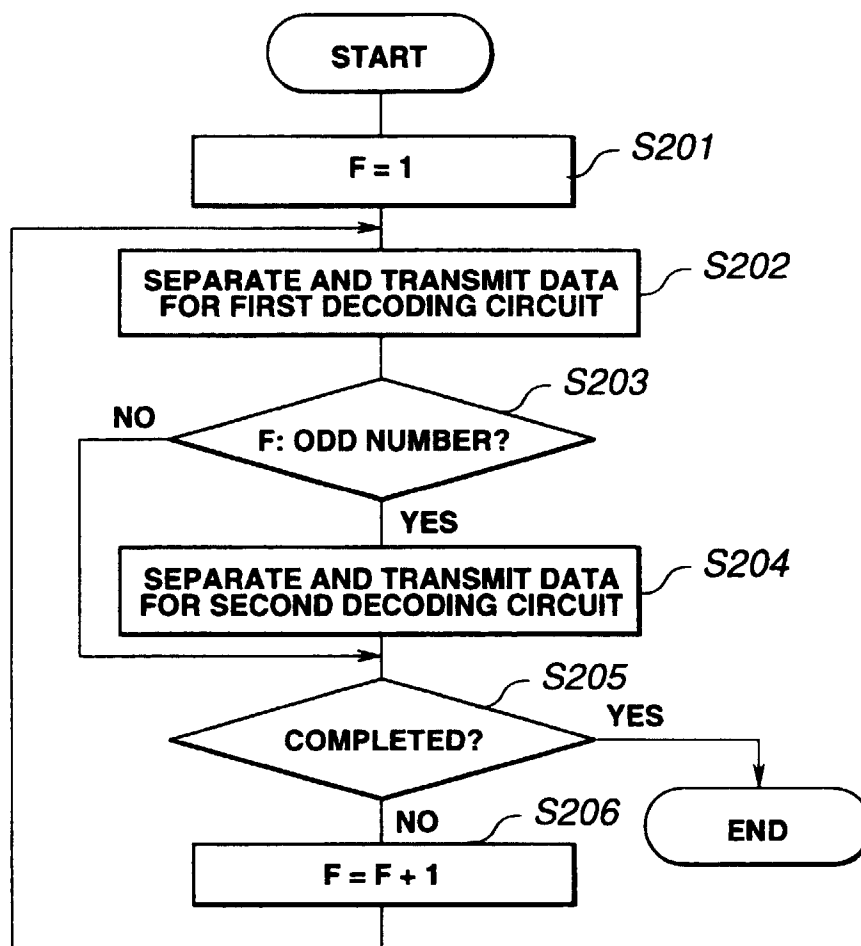 START
S201
F = 1
S202
SEPARATE AND TRANSMIT DATA
FOR FIRST DECODING CIRCUIT
S203
NO
F: ODD NUMBER?
YES
S204
SEPARATE AND TRANSMIT DATA
FOR SECOND DECODING CIRCUIT
S205
YES
COMPLETED?
NO
S206
END
F = F + 1